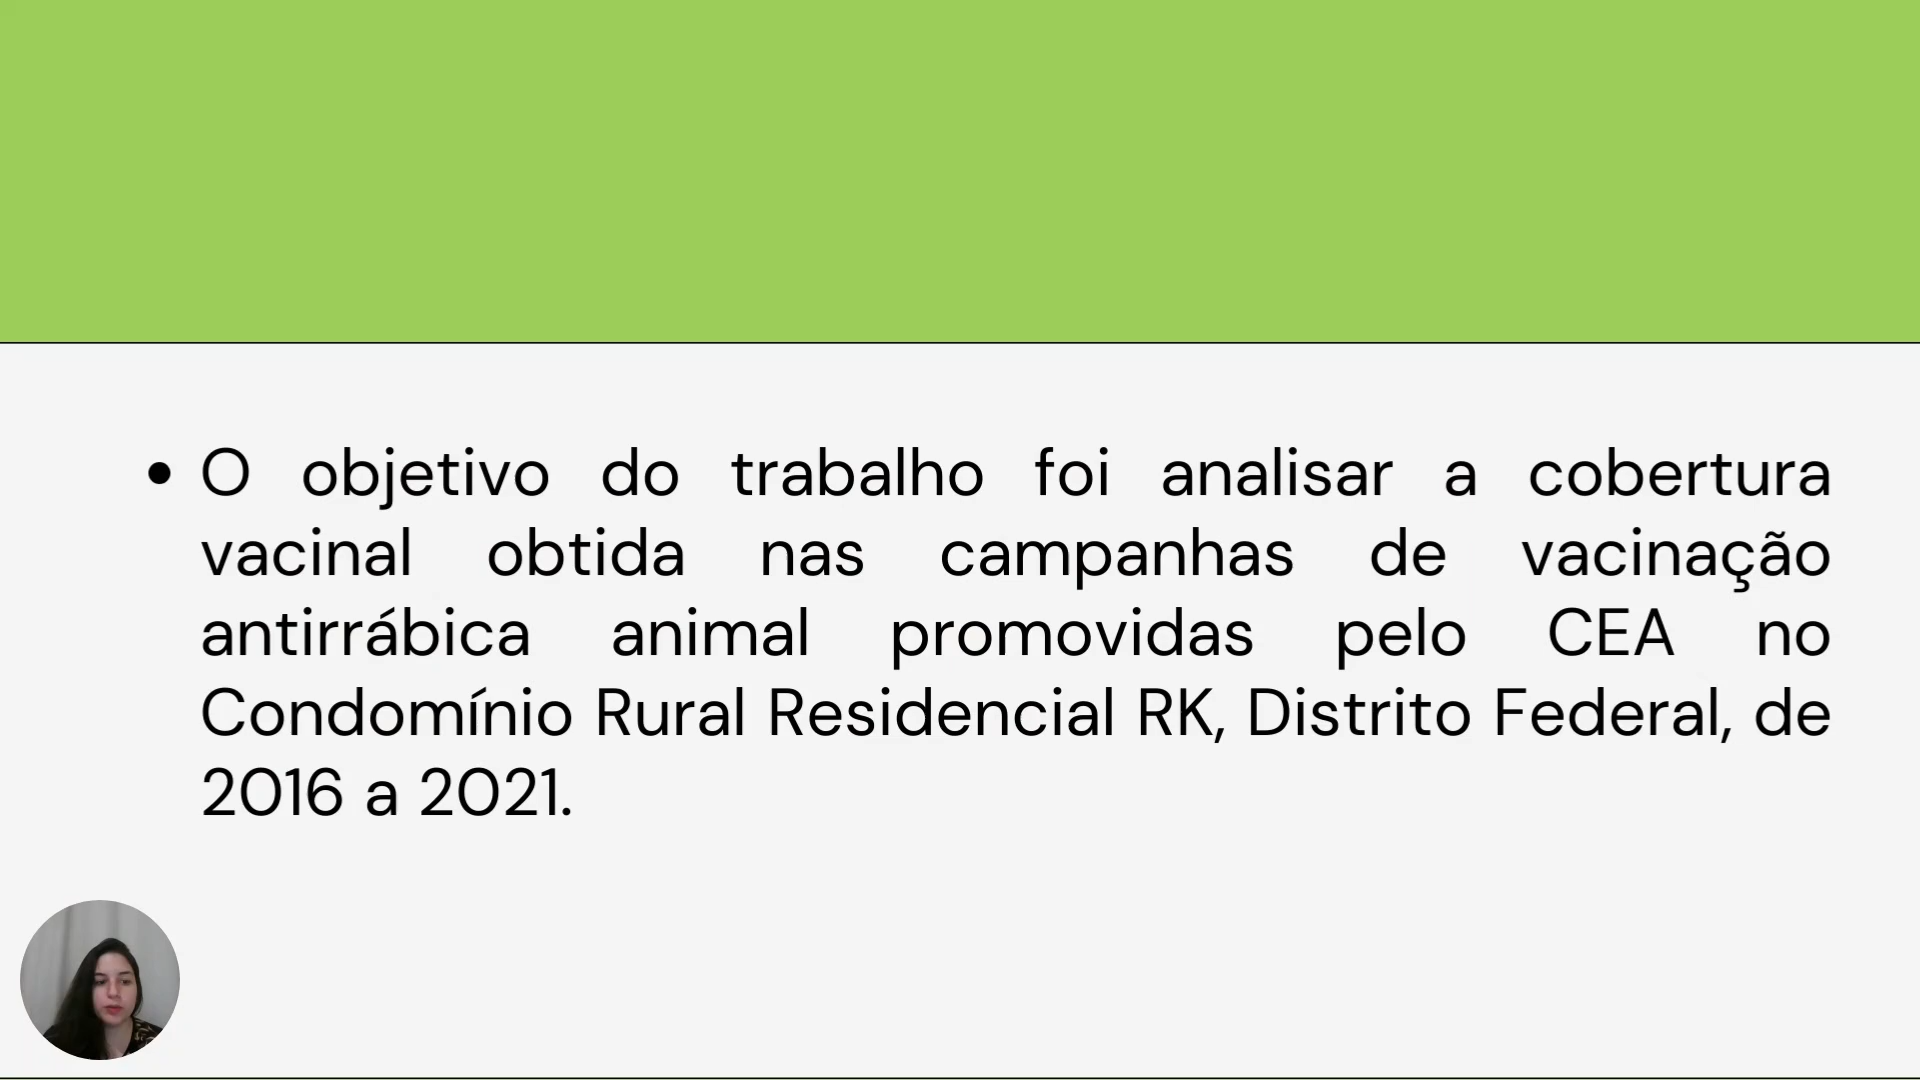 • O objetivo do trabalho foi analisar a cobertura
vacinal obtida nas campanhas de vacinação
antirrábica animal promovidas pelo CEA no
Condomínio Rural Residencial RK, Distrito Federal, de
2016 a 2021.